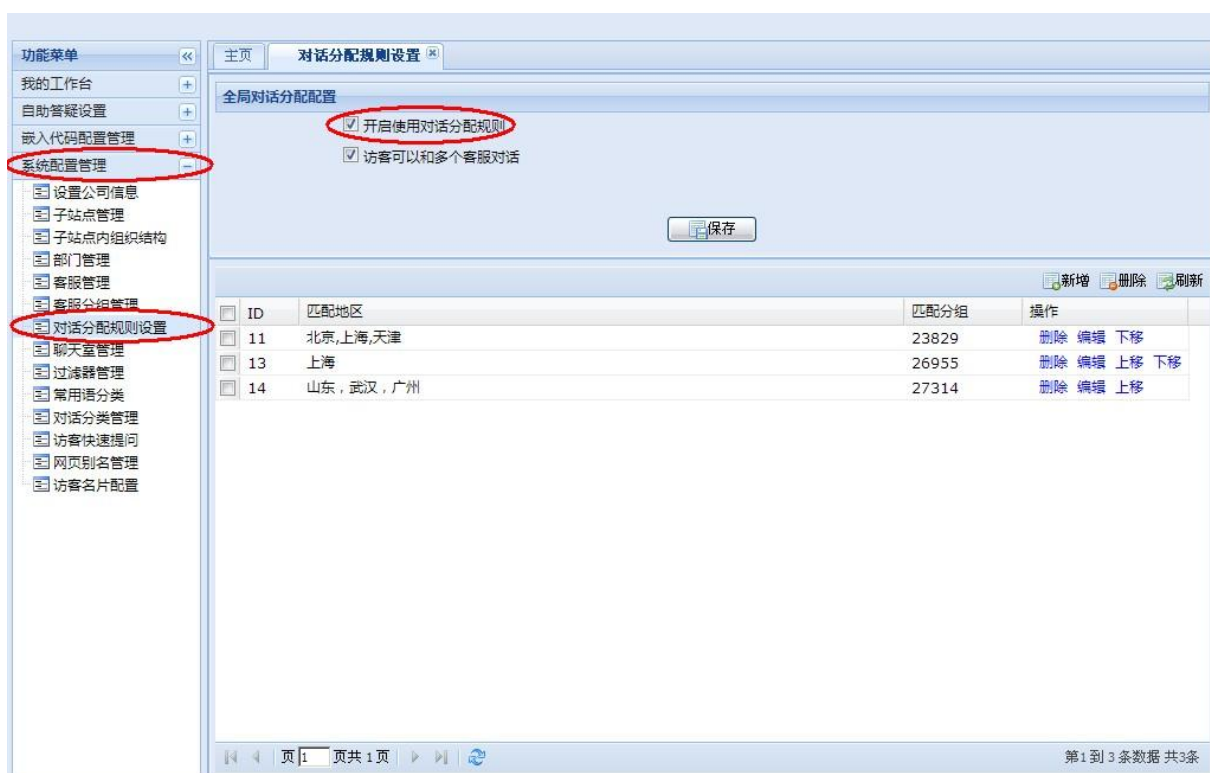 功能菜单
我的工作台
自助答疑设置
嵌入代码配置管理
系统配置管理
设置公司信息
子站点管理
子站点内组织结构
部门管理
客服管理
客服分组管理
对话分配规则设置
聊天室管理
过滤器管理
常用语分类
对话分类管理
访客快速提问
网页别名管理
访客名片配置
主页 对话分配规则设置
全局对话分配配置
开启使用对话分配规则
访客可以和多个客服对话
保存
新增 删除 刷新
ID 匹配地区 匹配分组 操作
11 北京,上海,天津 23829 删除 编辑 下移
13 上海 26955 删除 编辑 上移 下移
14 山东，武汉，广州 27314 删除 编辑 上移
页 1 页共 1 页 第1 到 3 条数据 共3条